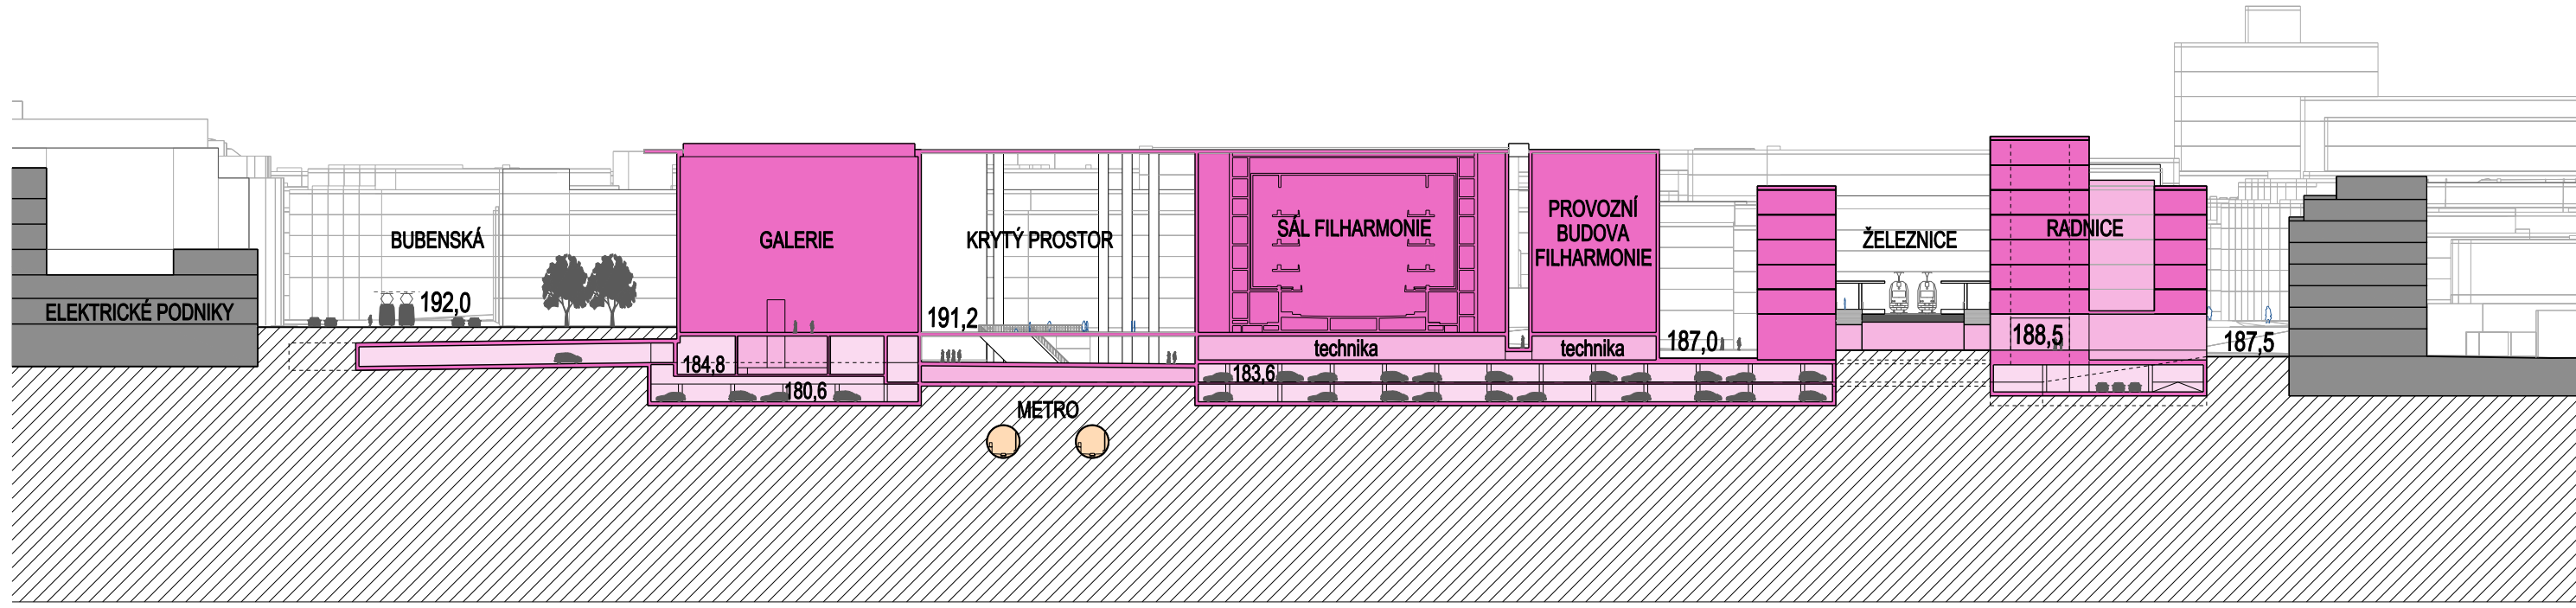 BUBENSKÁ
GALERIE
KRYTÝ PROSTOR
SÁL FILHARMONIE
PROVOZNÍ
BUDOVA
FILHARMONIE
ŽELEZNICE
RADNICE
ELEKTRICKÉ PODNIKY
192,0
191,2
technika
technika
187,0
188,5
187,5
184,8
180,6
183,6
METRO